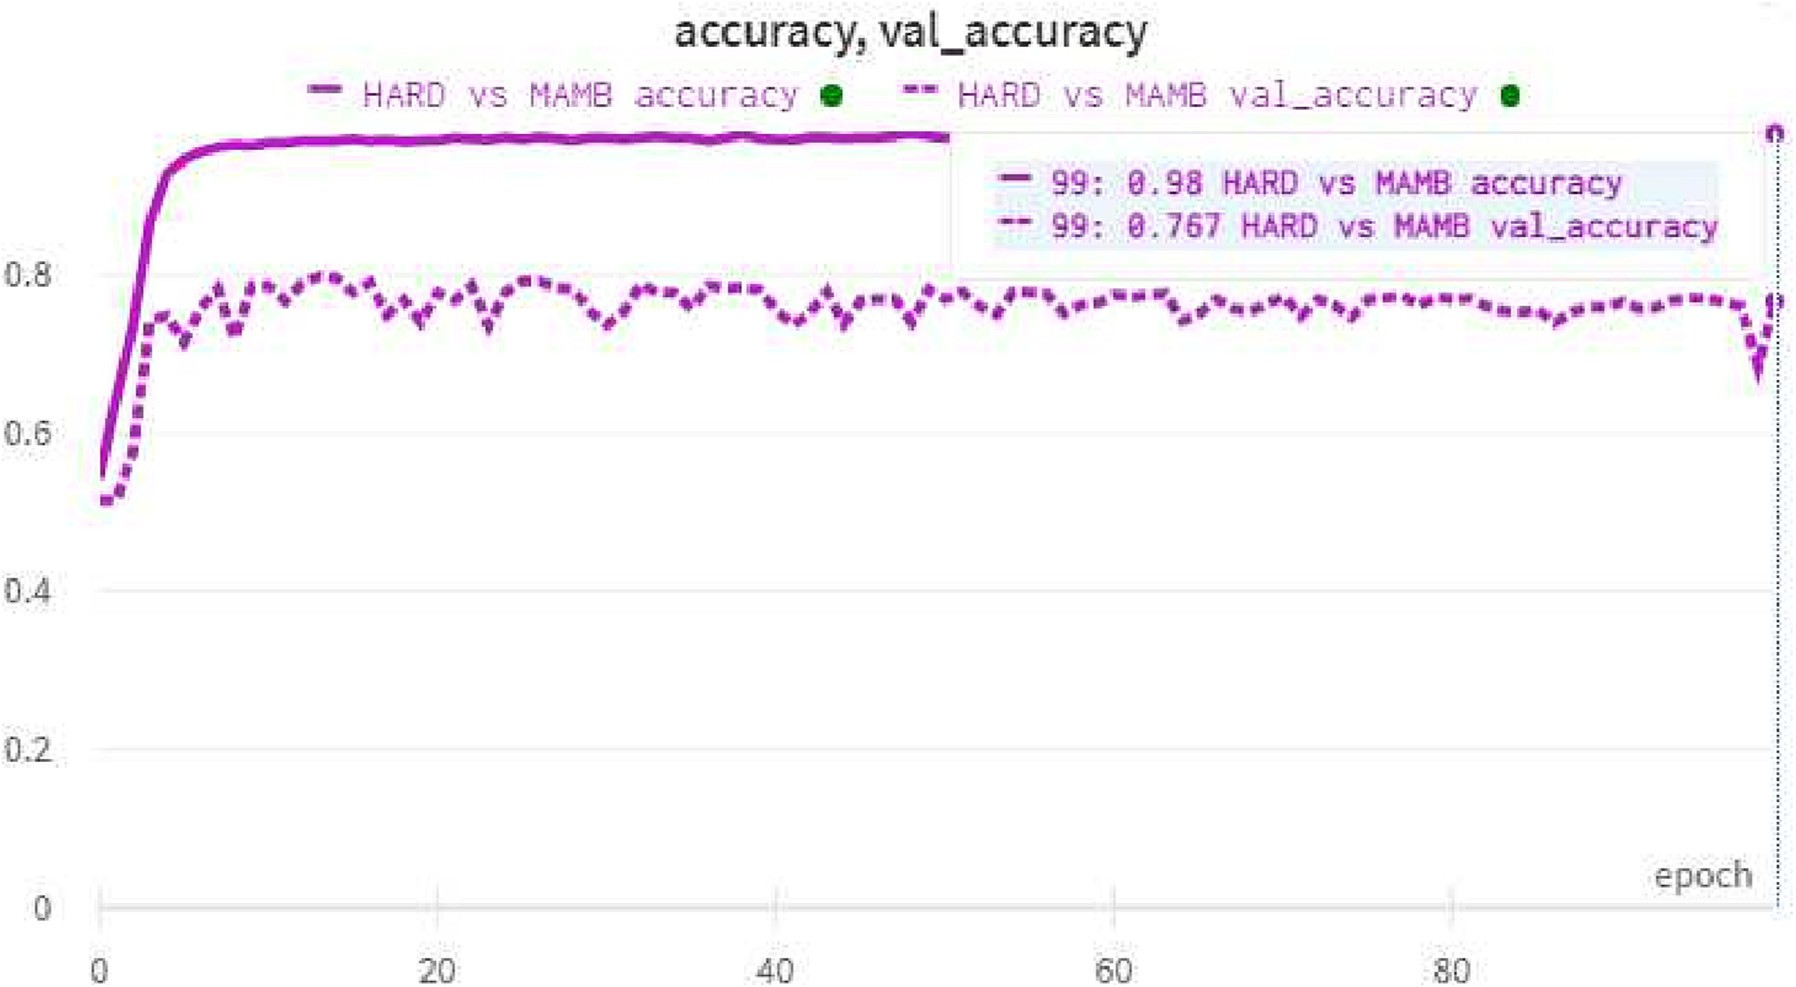 accuracy, val_accuracy
HARD vs MAMB accuracy HARD vs MAMB val_accuracy
99: 0.98 HARD vs MAMB accuracy
99: 0.767 HARD vs MAMB val_accuracy
0.8
0.6
0.4
0.2
epoch
0
0 20 40 60 80